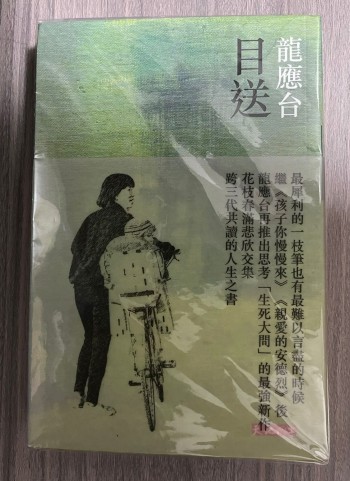 龍應台
目送
最犀利的一枝筆也有最難以言盡的時候
繼《孩子你慢慢來》《親愛的安德烈》後
龍應台再推出思考「生死大問」的最強新作
花枝春滿悲欣交集
跨三代共讀的人生之書